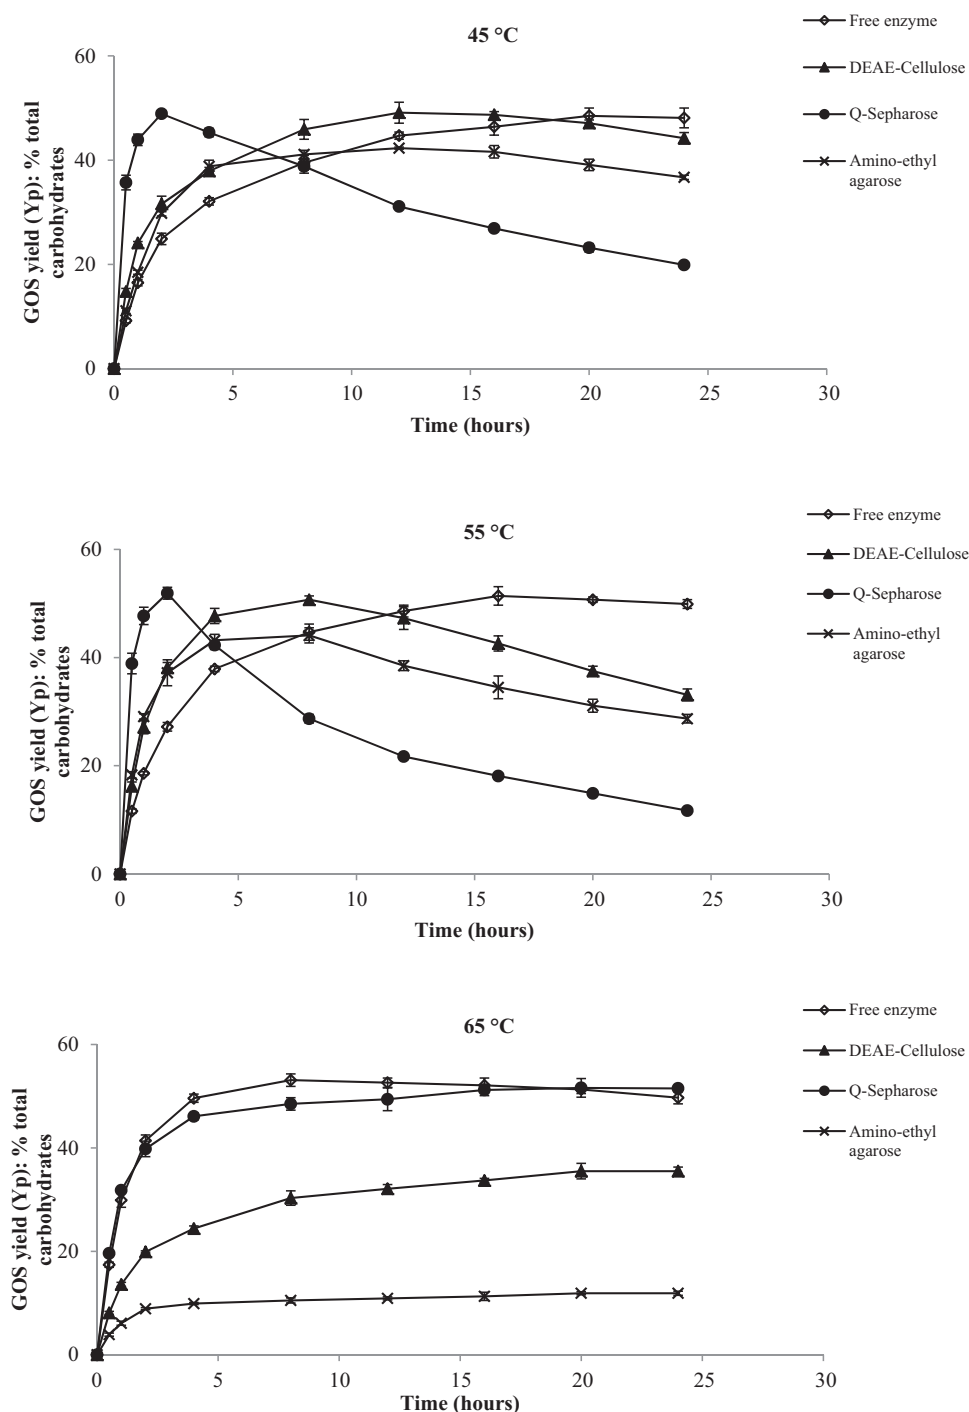 45 °C
Free enzyme
DEAE-Cellulose
Q-Sepharose
Amino-ethyl
agarose
GOS yield (Yp): % total
carbohydrates
60
40
20
0
0 5 10 15 20 25 30
Time (hours)
55 °C
Free enzyme
DEAE-Cellulose
Q-Sepharose
Amino-ethyl
agarose
GOS yield (Yp): % total
carbohydrates
60
40
20
0
0 5 10 15 20 25 30
Time (hours)
65 °C
Free enzyme
DEAE-Cellulose
Q-Sepharose
Amino-ethyl
agarose
GOS yield (Yp): % total
carbohydrates
60
40
20
0
0 5 10 15 20 25 30
Time (hours)